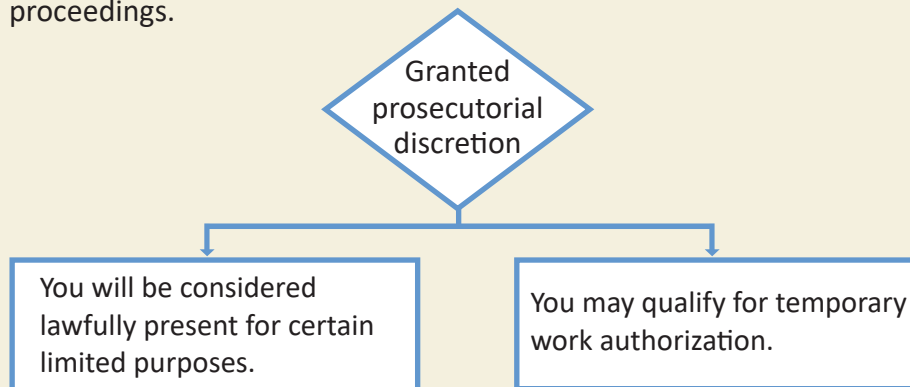 proceedings.
Granted
prosecutorial
discretion
You will be considered
lawfully present for certain
limited purposes.
You may qualify for temporary
work authorization.